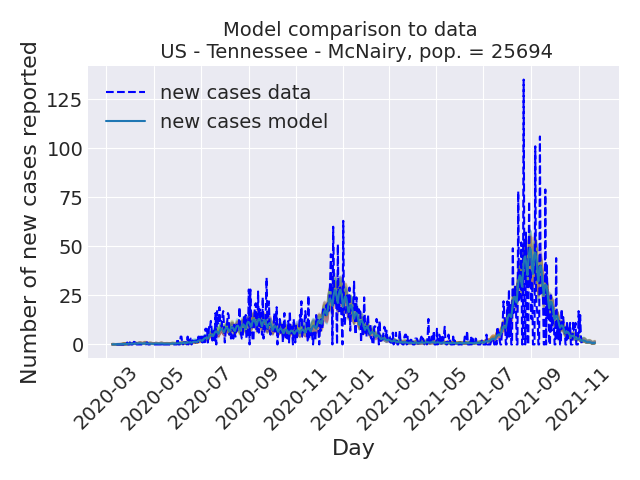 Model comparison to data
US - Tennessee - McNairy, pop. = 25694
Number of new cases reported
125
100
75
50
25
0
new cases data
new cases model
2020-03
2020-05
2020-07
2020-09
2020-11
2021-01
2021-03
2021-05
2021-07
2021-09
2021-11
Day